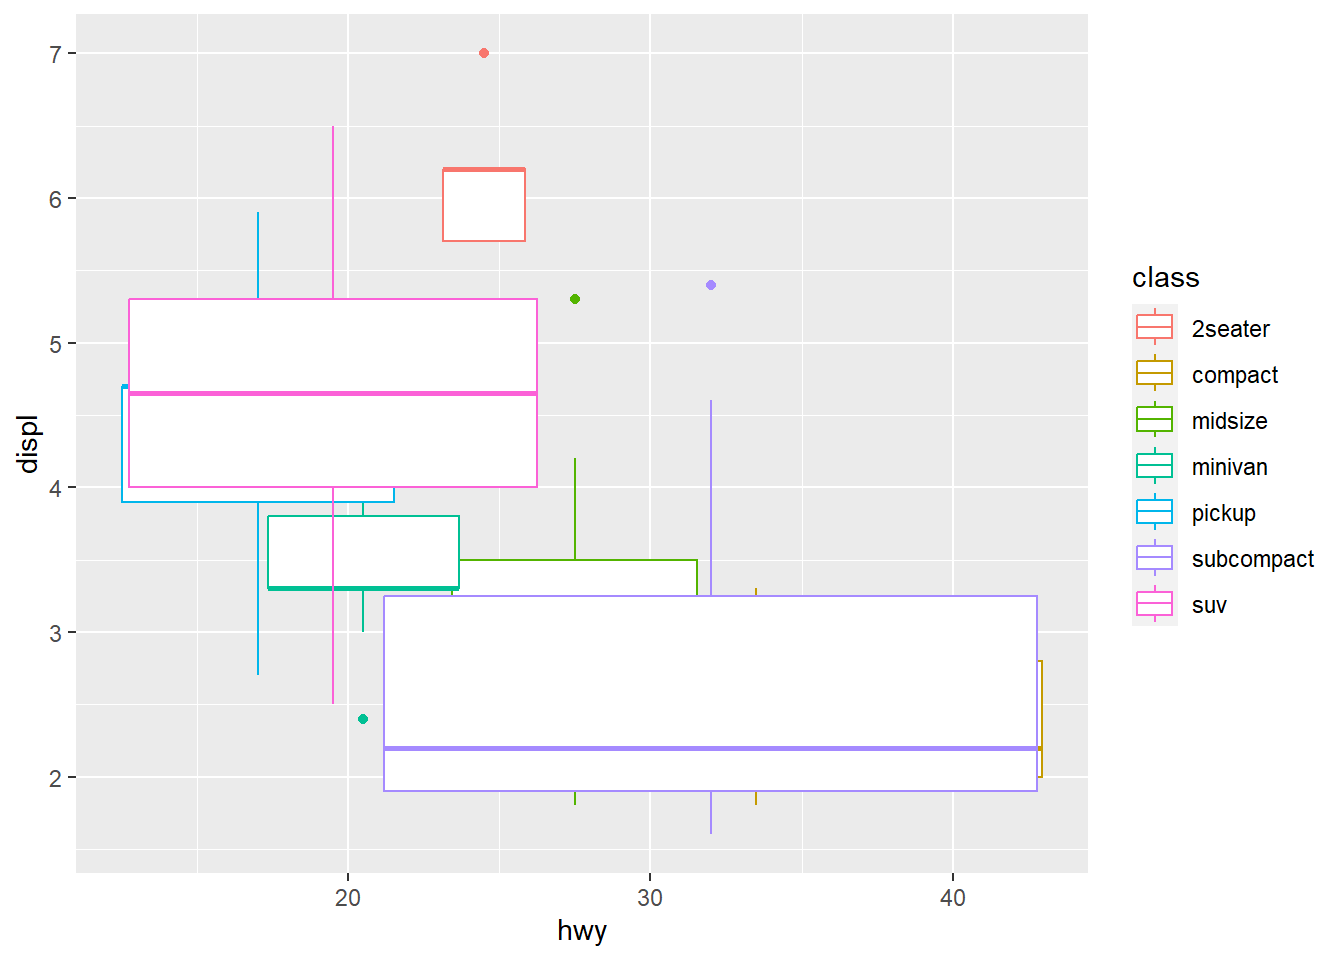 7
6
5
4
3
2
displ
20
30
40
hwy
class
2seater
compact
midsize
minivan
pickup
subcompact
suv